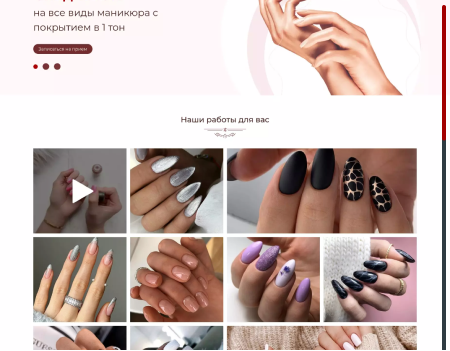 на все виды маникюра с
покрытием в 1 тон
Записаться на прием
Наши работы для вас